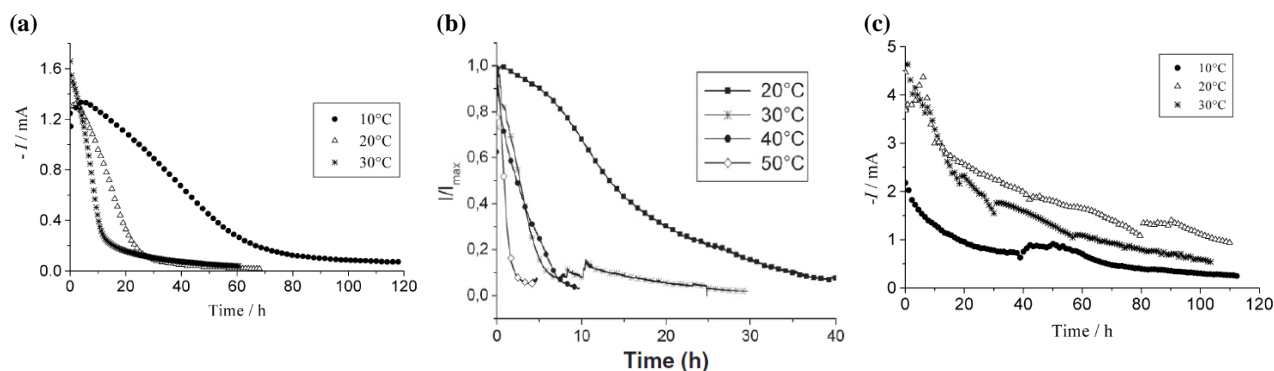 (a)
- I / mA
1.6
1.2
0.8
0.4
0.0
0
20
40
60
80
100
120
Time / h
10°C
20°C
30°C
(b)
I/I_max
1,0
0,8
0,6
0,4
0,2
0,0
0
10
20
30
40
Time (h)
20°C
30°C
40°C
50°C
(c)
-I / mA
5
4
3
2
1
0
0
20
40
60
80
100
120
Time / h
10°C
20°C
30°C